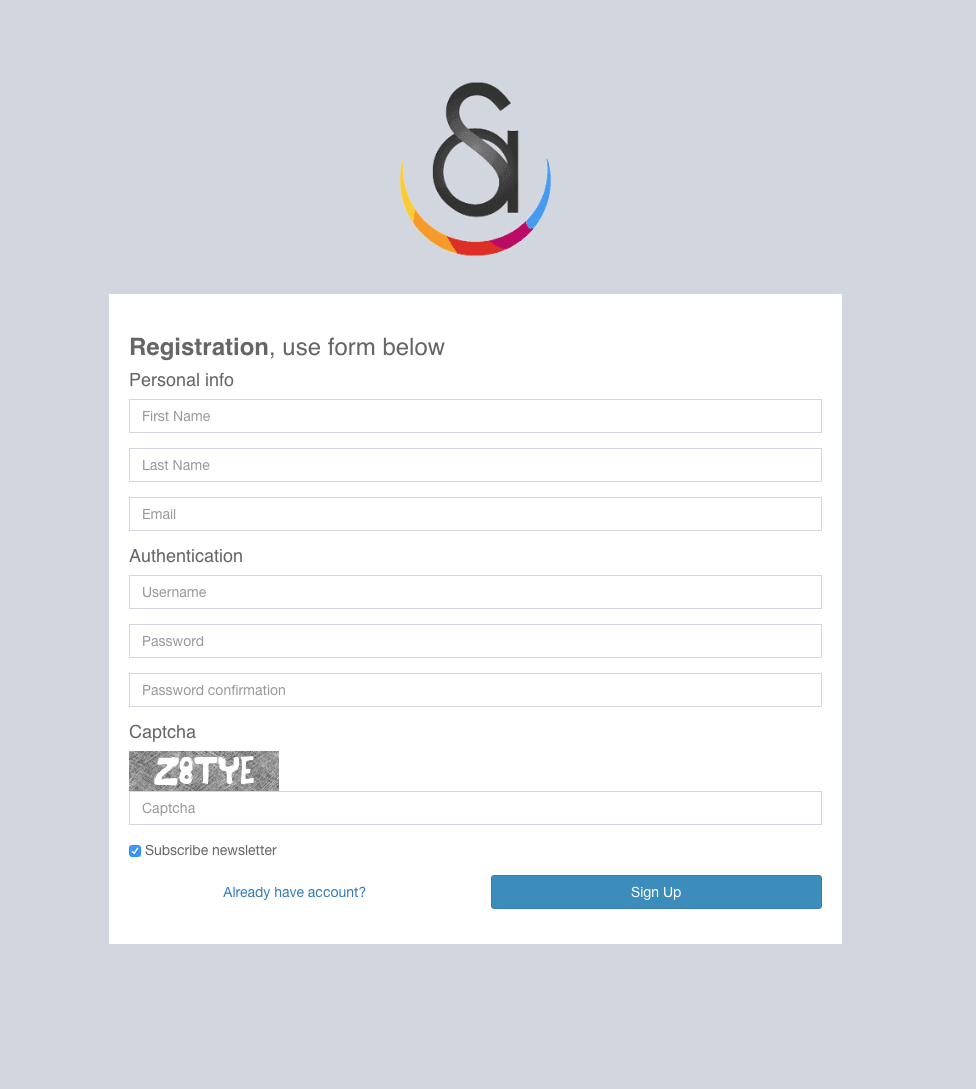 Registration, use form below
Personal info
First Name
Last Name
Email
Authentication
Username
Password
Password confirmation
Captcha
Z8TYE
Captcha
Subscribe newsletter
Already have account?
Sign Up